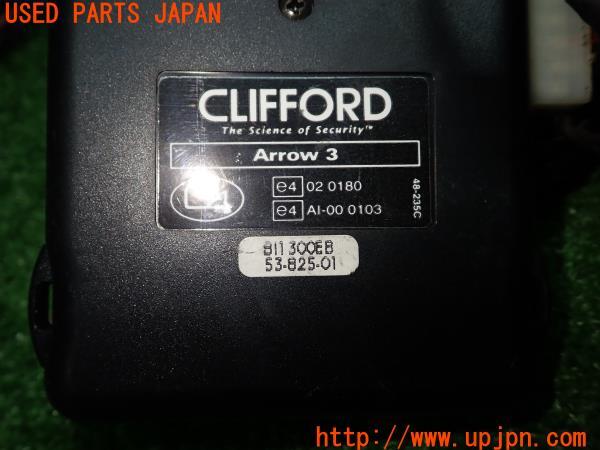 USED PARTS JAPAN
CLIFFORD
The Science of Security™
Arrow 3
e4 02 0180
e4 AI-00 0103
48-235C
811300EB
53-825-01
http://www.upjpn.com